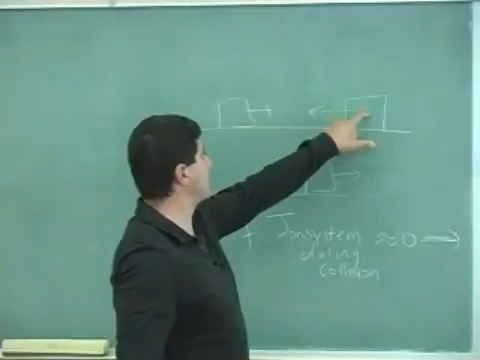 J on system ≈ 0 ⟹
during
collision